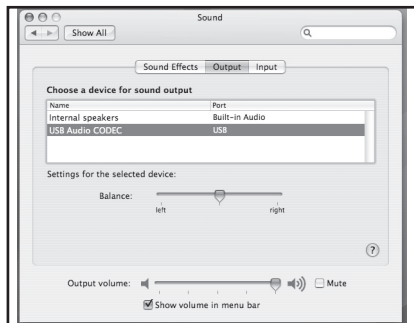 Sound
Show All
Sound Effects Output Input
Choose a device for sound output
Name Port
Internal speakers Built-in Audio
USB Audio CODEC USB
Settings for the selected device:
Balance:
left right
?
Output volume: Mute
Show volume in menu bar